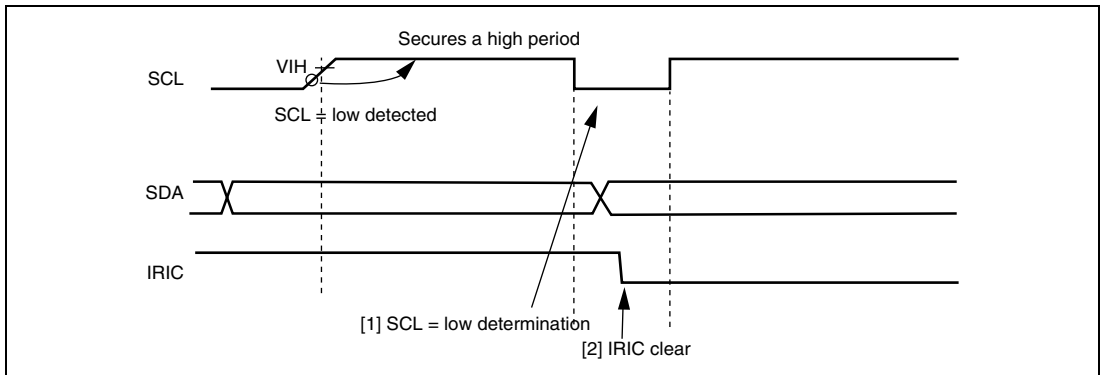 Secures a high period
VIH
SCL
SCL = low detected
SDA
IRIC
[1] SCL = low determination
[2] IRIC clear